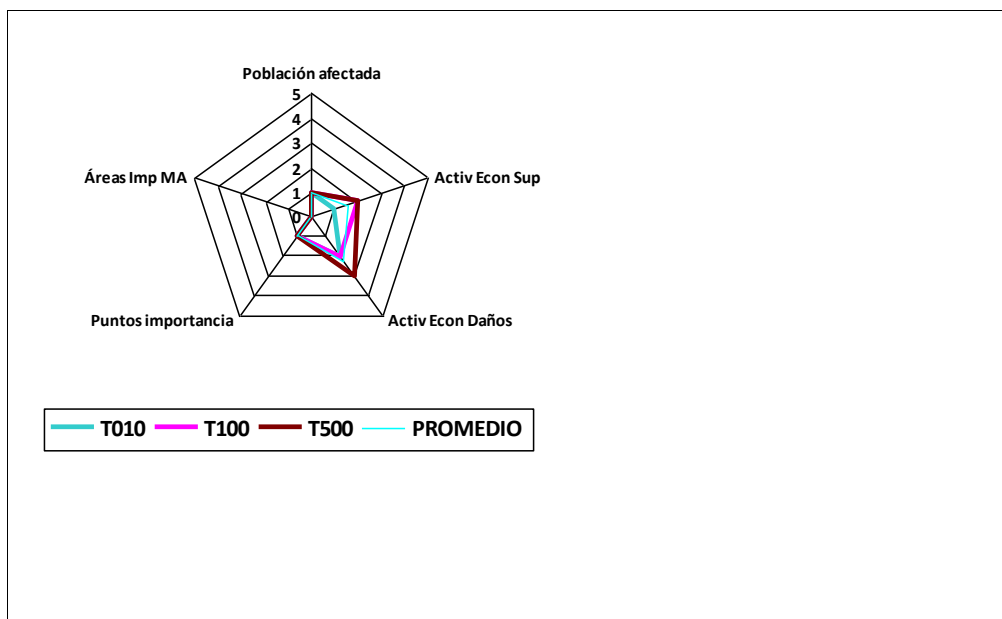 Población afectada
5
4
3
2
1
0
Áreas Imp MA
Activ Econ Sup
Puntos importancia
Activ Econ Daños
T010 T100 T500 PROMEDIO